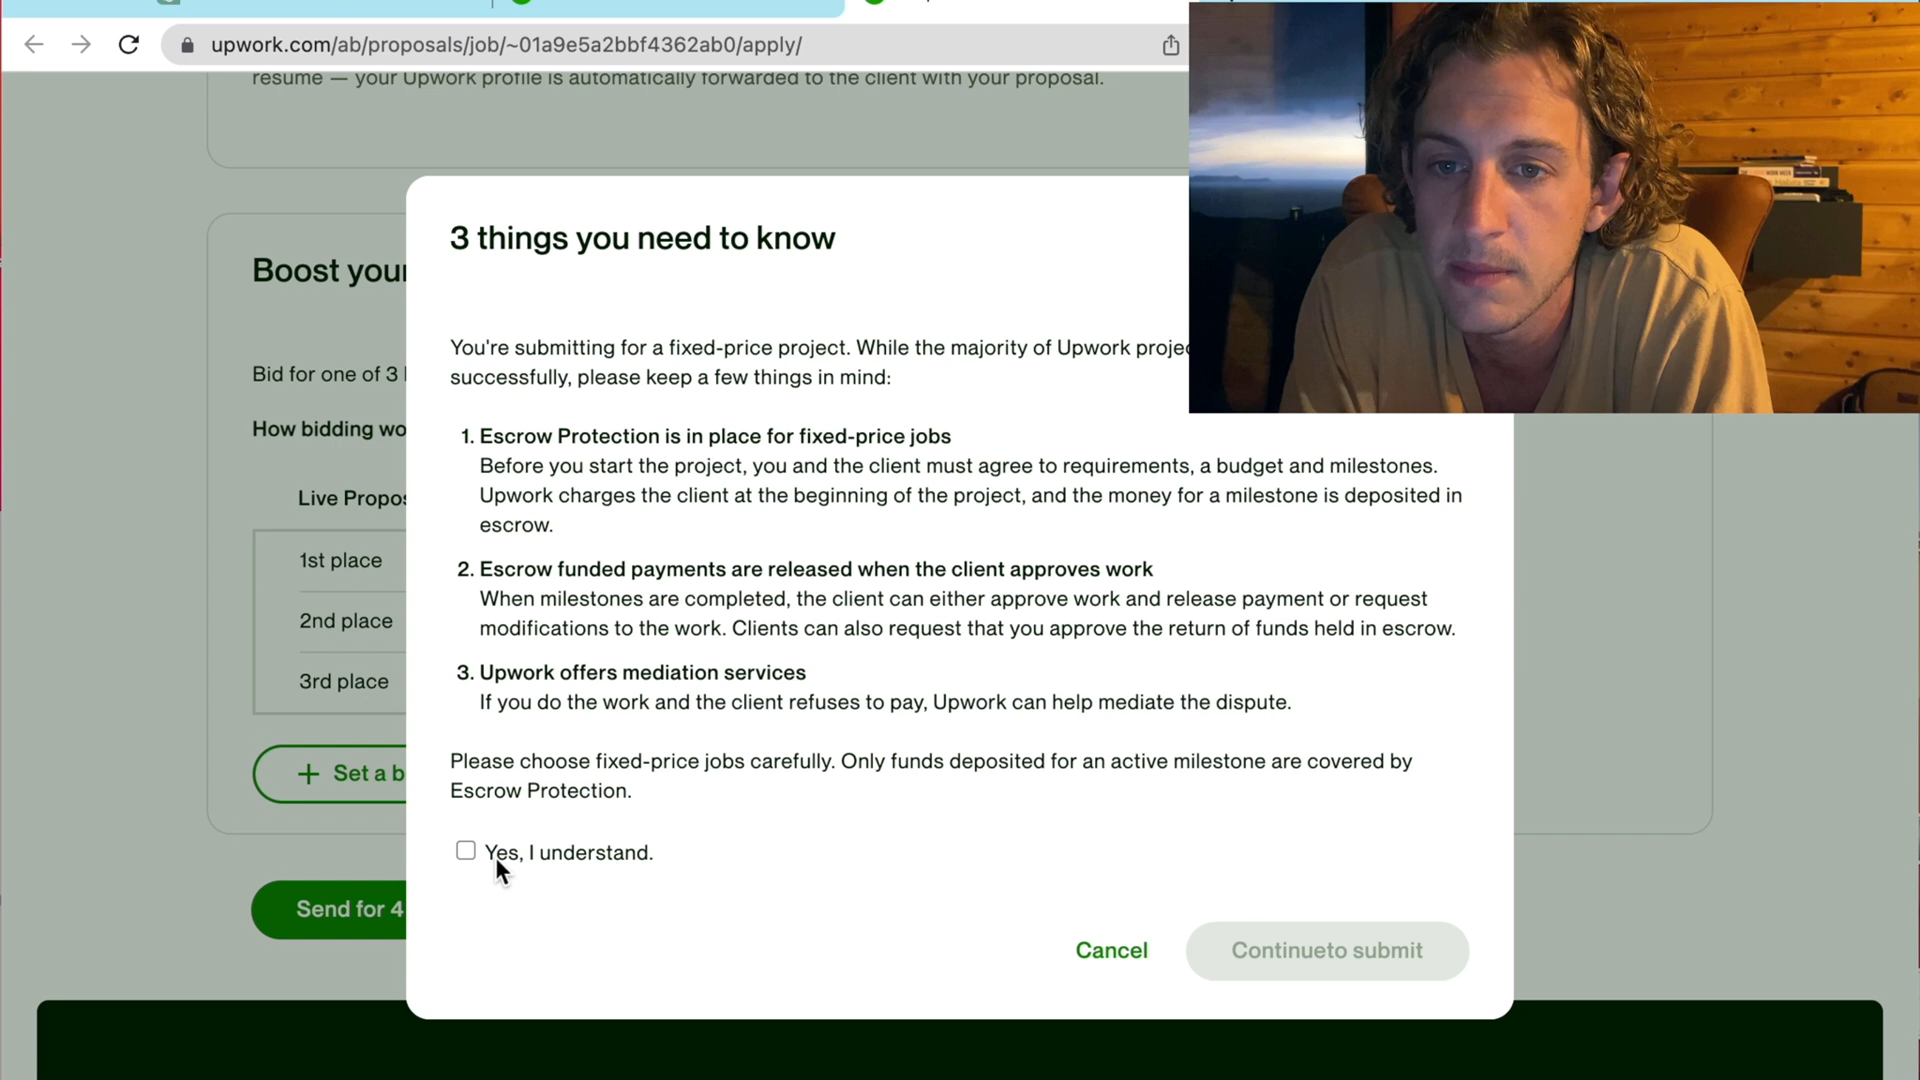 upwork.com/ab/proposals/job/~01a9e5a2bbf4362ab0/apply/
resume — your Upwork profile is automatically forwarded to the client with your proposal.
3 things you need to know
Boost your
You're submitting for a fixed-price project. While the majority of Upwork
successfully, please keep a few things in mind:
Bid for one of 3
How bidding
1. Escrow Protection is in place for fixed-price jobs
Before you start the project, you and the client must agree to requirements, a budget and milestones.
Upwork charges the client at the beginning of the project, and the money for a milestone is deposited in
escrow.
Live
1st place
2nd place
3rd place
2. Escrow funded payments are released when the client approves work
When milestones are completed, the client can either approve work and release payment or request
modifications to the work. Clients can also request that you approve the return of funds held in escrow.
3. Upwork offers mediation services
If you do the work and the client refuses to pay, Upwork can help mediate the dispute.
Please choose fixed-price jobs carefully. Only funds deposited for an active milestone are covered by
Escrow Protection.
+ Set a b
Yes, I understand.
Send for 4
Cancel
Continueto submit